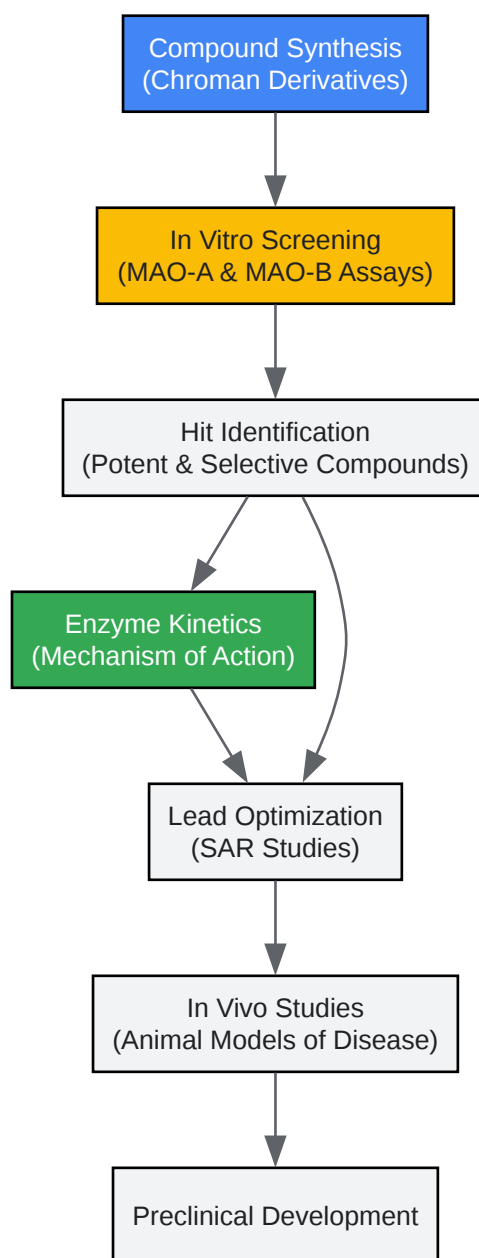 Compound Synthesis
(Chroman Derivatives)
In Vitro Screening
(MAO-A & MAO-B Assays)
Hit Identification
(Potent & Selective Compounds)
Enzyme Kinetics
(Mechanism of Action)
Lead Optimization
(SAR Studies)
In Vivo Studies
(Animal Models of Disease)
Preclinical Development